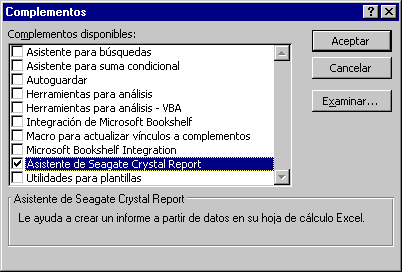 Complementos
Complementos disponibles:
Asistente para búsquedas
Asistente para suma condicional
Autoguardar
Herramientas para análisis
Herramientas para análisis - VBA
Integración de Microsoft Bookshelf
Macro para actualizar vínculos a complementos
Microsoft Bookshelf Integration
Asistente de Seagate Crystal Report
Utilidades para plantillas
Aceptar
Cancelar
Examinar...
Asistente de Seagate Crystal Report
Le ayuda a crear un informe a partir de datos en su hoja de cálculo Excel.